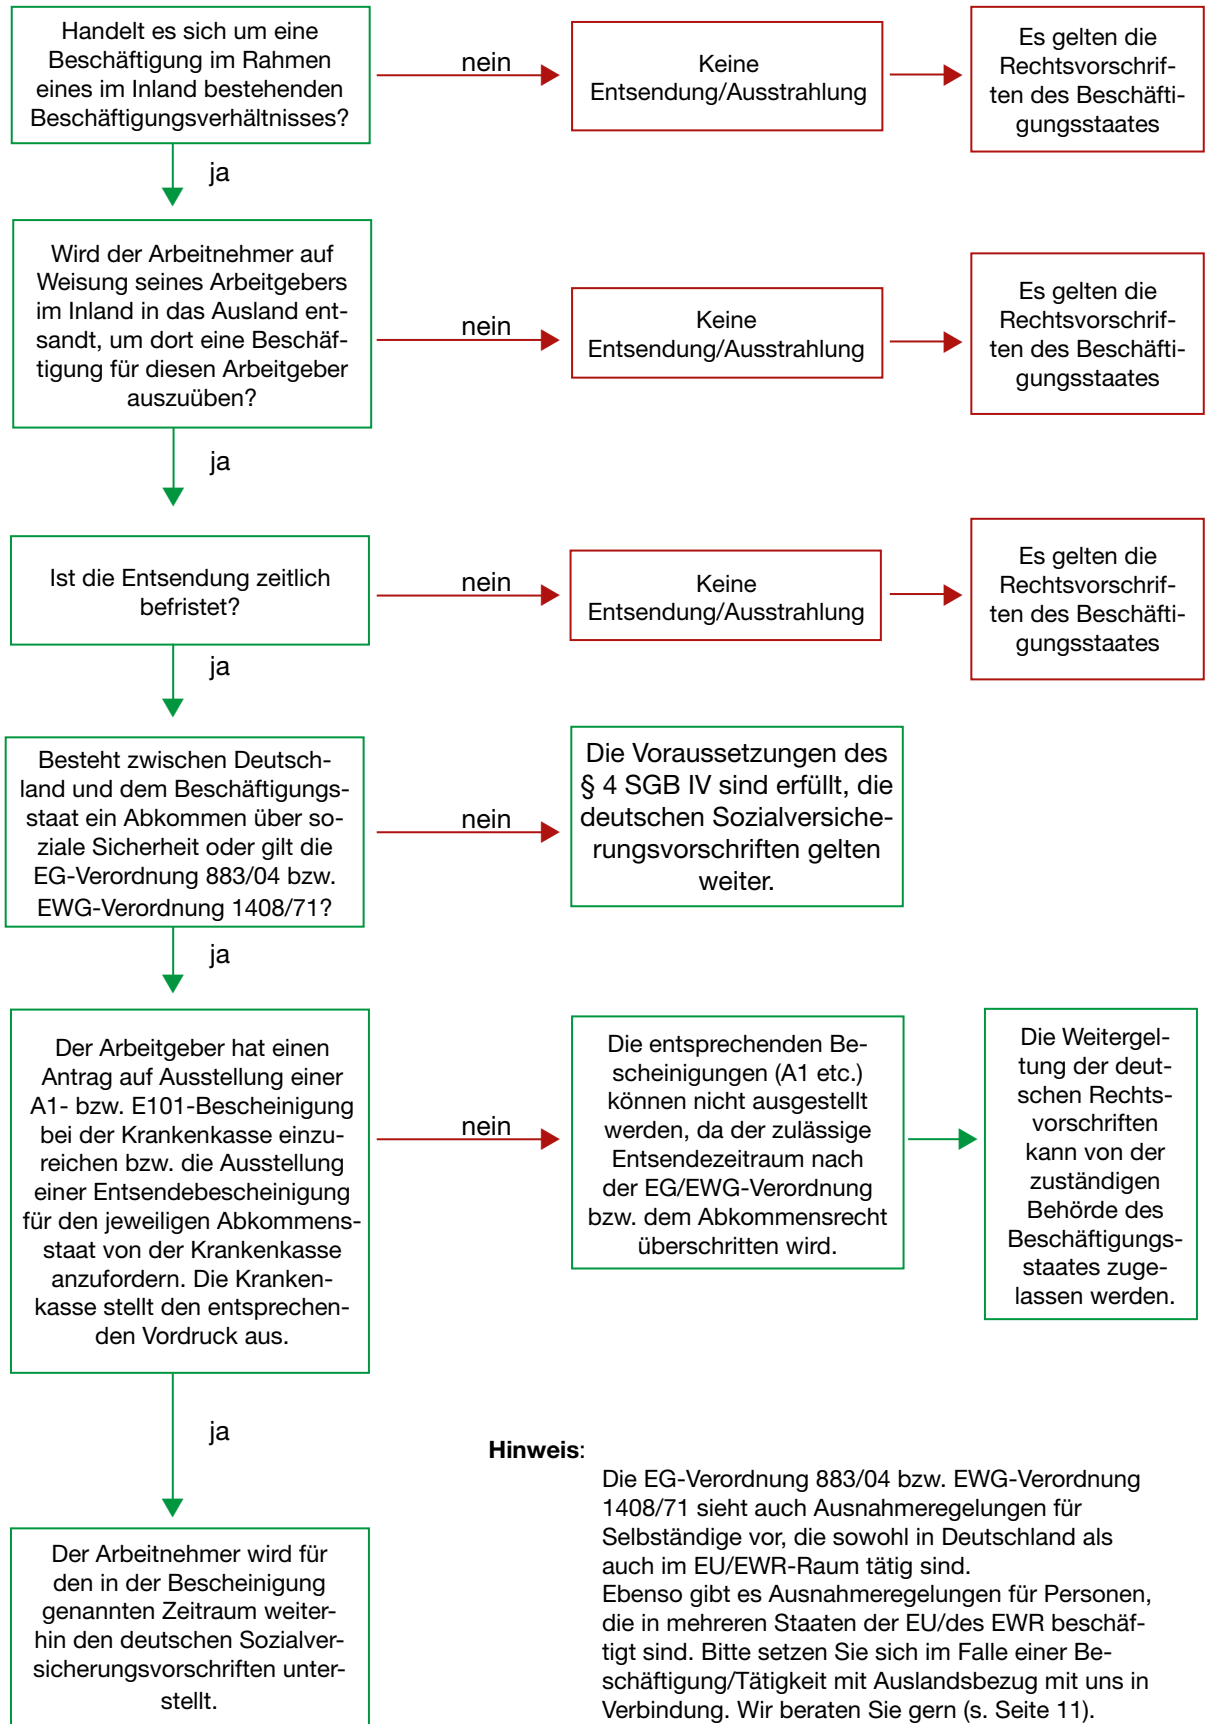 Handelt es sich um eine
Beschäftigung im Rahmen
eines im Inland bestehenden
Beschäftigungsverhältnisses?
nein
Keine
Entsendung/Ausstrahlung
Es gelten die
Rechtsvorschrif-
ten des Beschäfti-
gungsstaates
ja
Wird der Arbeitnehmer auf
Weisung seines Arbeitgebers
im Inland in das Ausland ent-
sandt, um dort eine Beschäf-
tigung für diesen Arbeitgeber
auszuüben?
nein
Keine
Entsendung/Ausstrahlung
Es gelten die
Rechtsvorschrif-
ten des Beschäfti-
gungsstaates
ja
Ist die Entsendung zeitlich
befristet?
nein
Keine
Entsendung/Ausstrahlung
Es gelten die
Rechtsvorschrif-
ten des Beschäfti-
gungsstaates
ja
Besteht zwischen Deutsch-
land und dem Beschäftigungs-
staat ein Abkommen über so-
ziale Sicherheit oder gilt die
EG-Verordnung 883/04 bzw.
EWG-Verordnung 1408/71?
nein
Die Voraussetzungen des
§ 4 SGB IV sind erfüllt, die
deutschen Sozialversiche-
rungsvorschriften gelten
weiter.
ja
Der Arbeitgeber hat einen
Antrag auf Ausstellung einer
A1- bzw. E101-Bescheinigung
bei der Krankenkasse einzu-
reichen bzw. die Ausstellung
einer Entsendebescheinigung
für den jeweiligen Abkommens-
staat von der Krankenkasse
anzufordern. Die Kranken-
kasse stellt den entsprechen-
den Vordruck aus.
nein
Die entsprechenden Be-
scheinigungen (A1 etc.)
können nicht ausgestellt
werden, da der zulässige
Entsendezeitraum nach
der EG/EWG-Verordnung
bzw. dem Abkommensrecht
überschritten wird.
Die Weitergel-
tung der deut-
schen Rechts-
vorschriften
kann von der
zuständigen
Behörde des
Beschäftigungs-
staates zuge-
lassen werden.
ja
Der Arbeitnehmer wird für
den in der Bescheinigung
genannten Zeitraum weiter-
hin den deutschen Sozialver-
sicherungsvorschriften unter-
stellt.
Hinweis:
Die EG-Verordnung 883/04 bzw. EWG-Verordnung
1408/71 sieht auch Ausnahmeregelungen für
Selbständige vor, die sowohl in Deutschland als
auch im EU/EWR-Raum tätig sind.
Ebenso gibt es Ausnahmeregelungen für Personen,
die in mehreren Staaten der EU/des EWR beschäf-
tigt sind. Bitte setzen Sie sich im Falle einer Be-
schäftigung/Tätigkeit mit Auslandsbezug mit uns in
Verbindung. Wir beraten Sie gern (s. Seite 11).